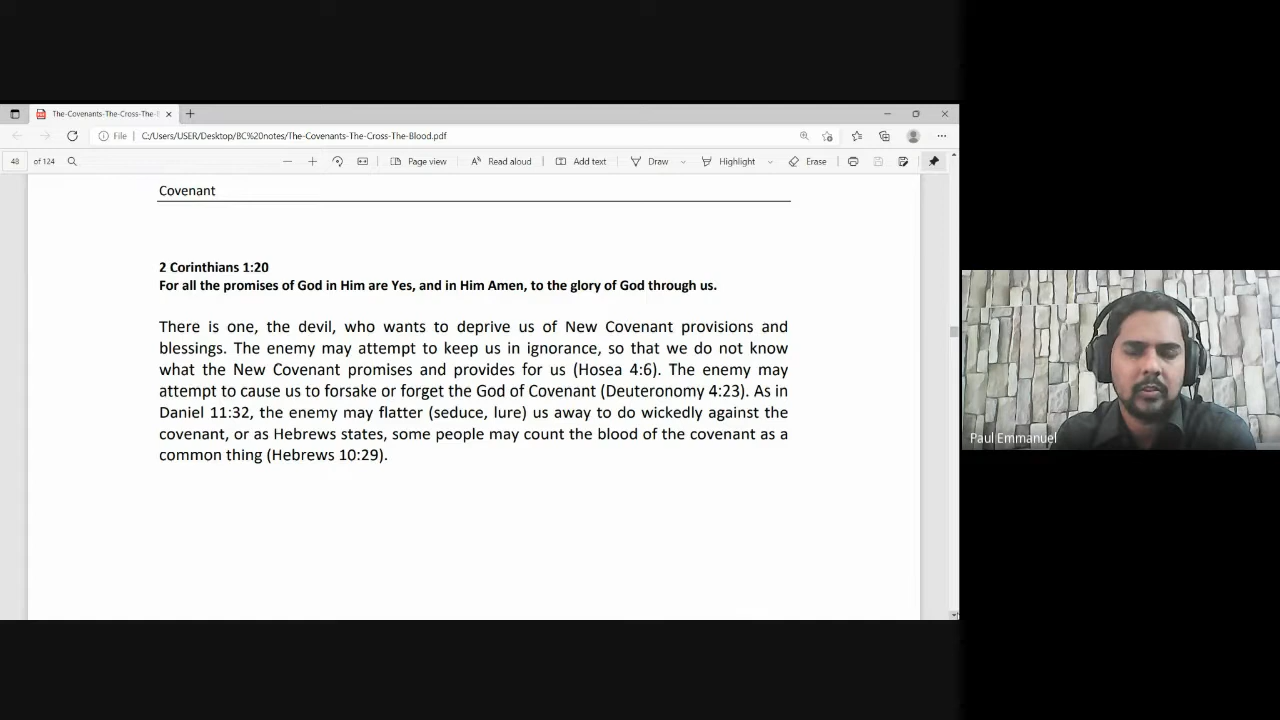 The-Covenants-The-Cross-The-B
File
C:/Users/USER/Desktop/BC%20notes/The-Covenants-The-Cross-The-Blood.pdf
48 of 124
Page view
Read aloud
Add text
Draw
Highlight
Erase
Covenant
2 Corinthians 1:20
For all the promises of God in Him are Yes, and in Him Amen, to the glory of God through us.
There is one, the devil, who wants to deprive us of New Covenant provisions and
blessings. The enemy may attempt to keep us in ignorance, so that we do not know
what the New Covenant promises and provides for us (Hosea 4:6). The enemy may
attempt to cause us to forsake or forget the God of Covenant (Deuteronomy 4:23). As in
Daniel 11:32, the enemy may flatter (seduce, lure) us away to do wickedly against the
covenant, or as Hebrews states, some people may count the blood of the covenant as a
common thing (Hebrews 10:29).
Paul Emmanuel